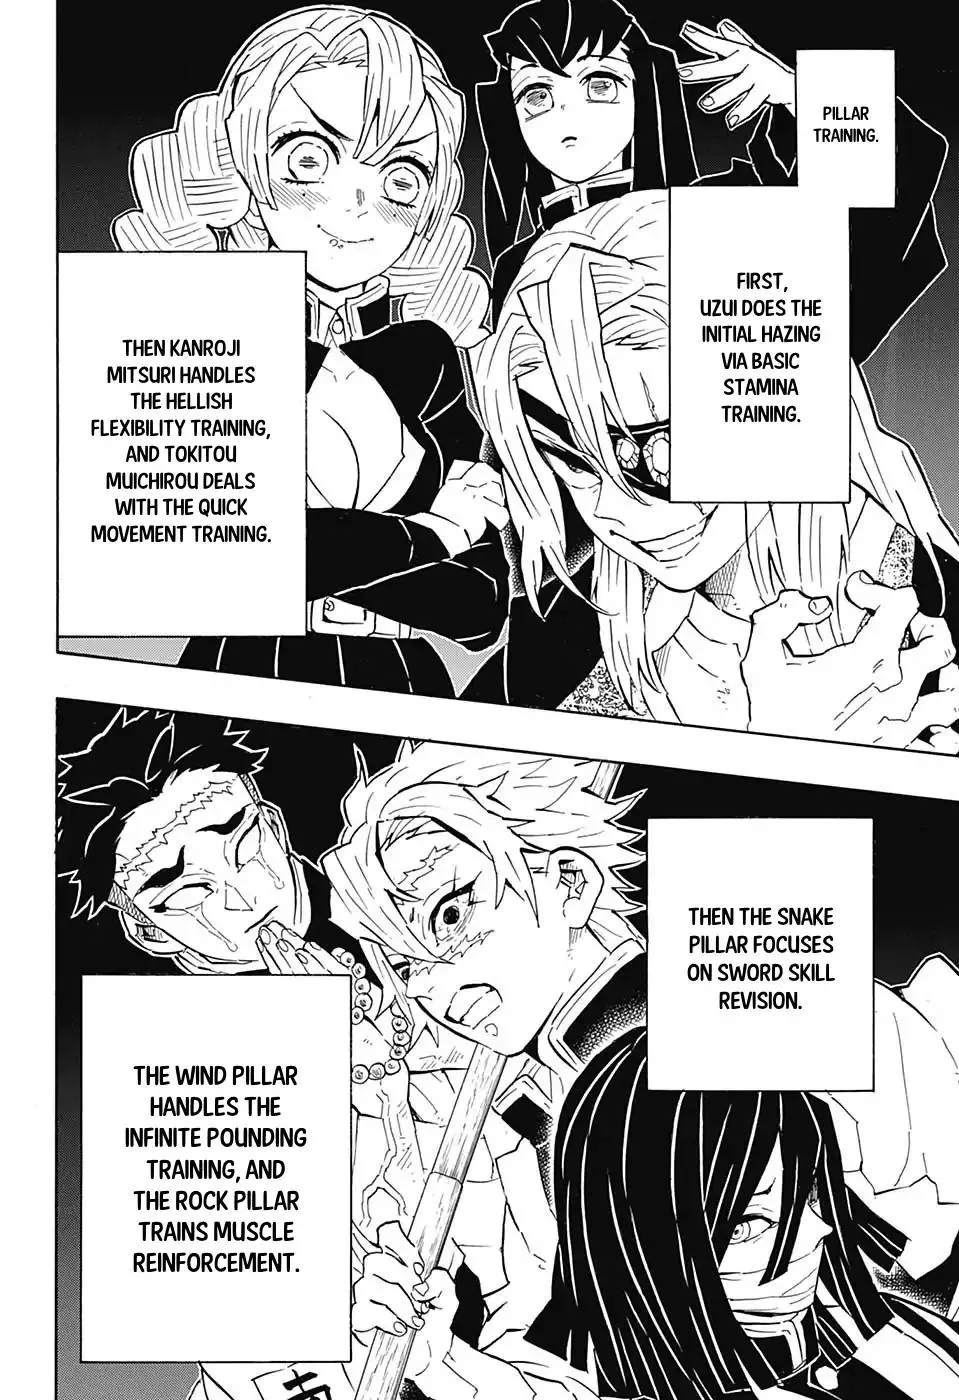 PILLAR
TRAINING.
FIRST,
UZUI DOES THE
INITIAL HAZING
VIA BASIC
STAMINA
TRAINING.
THEN KANROJI
MITSURI HANDLES
THE HELLISH
FLEXIBILITY TRAINING,
AND TOKITOU
MUICHIROU DEALS
WITH THE QUICK
MOVEMENT TRAINING.
THEN THE SNAKE
PILLAR FOCUSES
ON SWORD SKILL
REVISION.
THE WIND PILLAR
HANDLES THE
INFINITE POUNDING
TRAINING, AND
THE ROCK PILLAR
TRAINS MUSCLE
REINFORCEMENT.